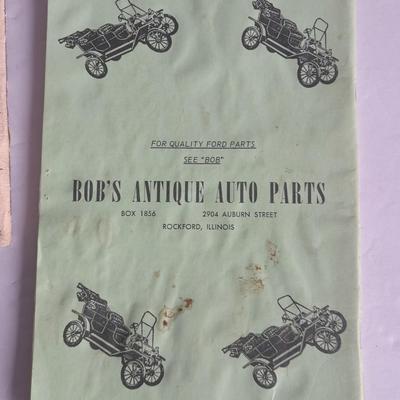 FOR QUALITY FORD PARTS
SEE "BOB"
BOB'S ANTIQUE AUTO PARTS
BOX 1856 2904 AUBURN STREET
ROCKFORD, ILLINOIS